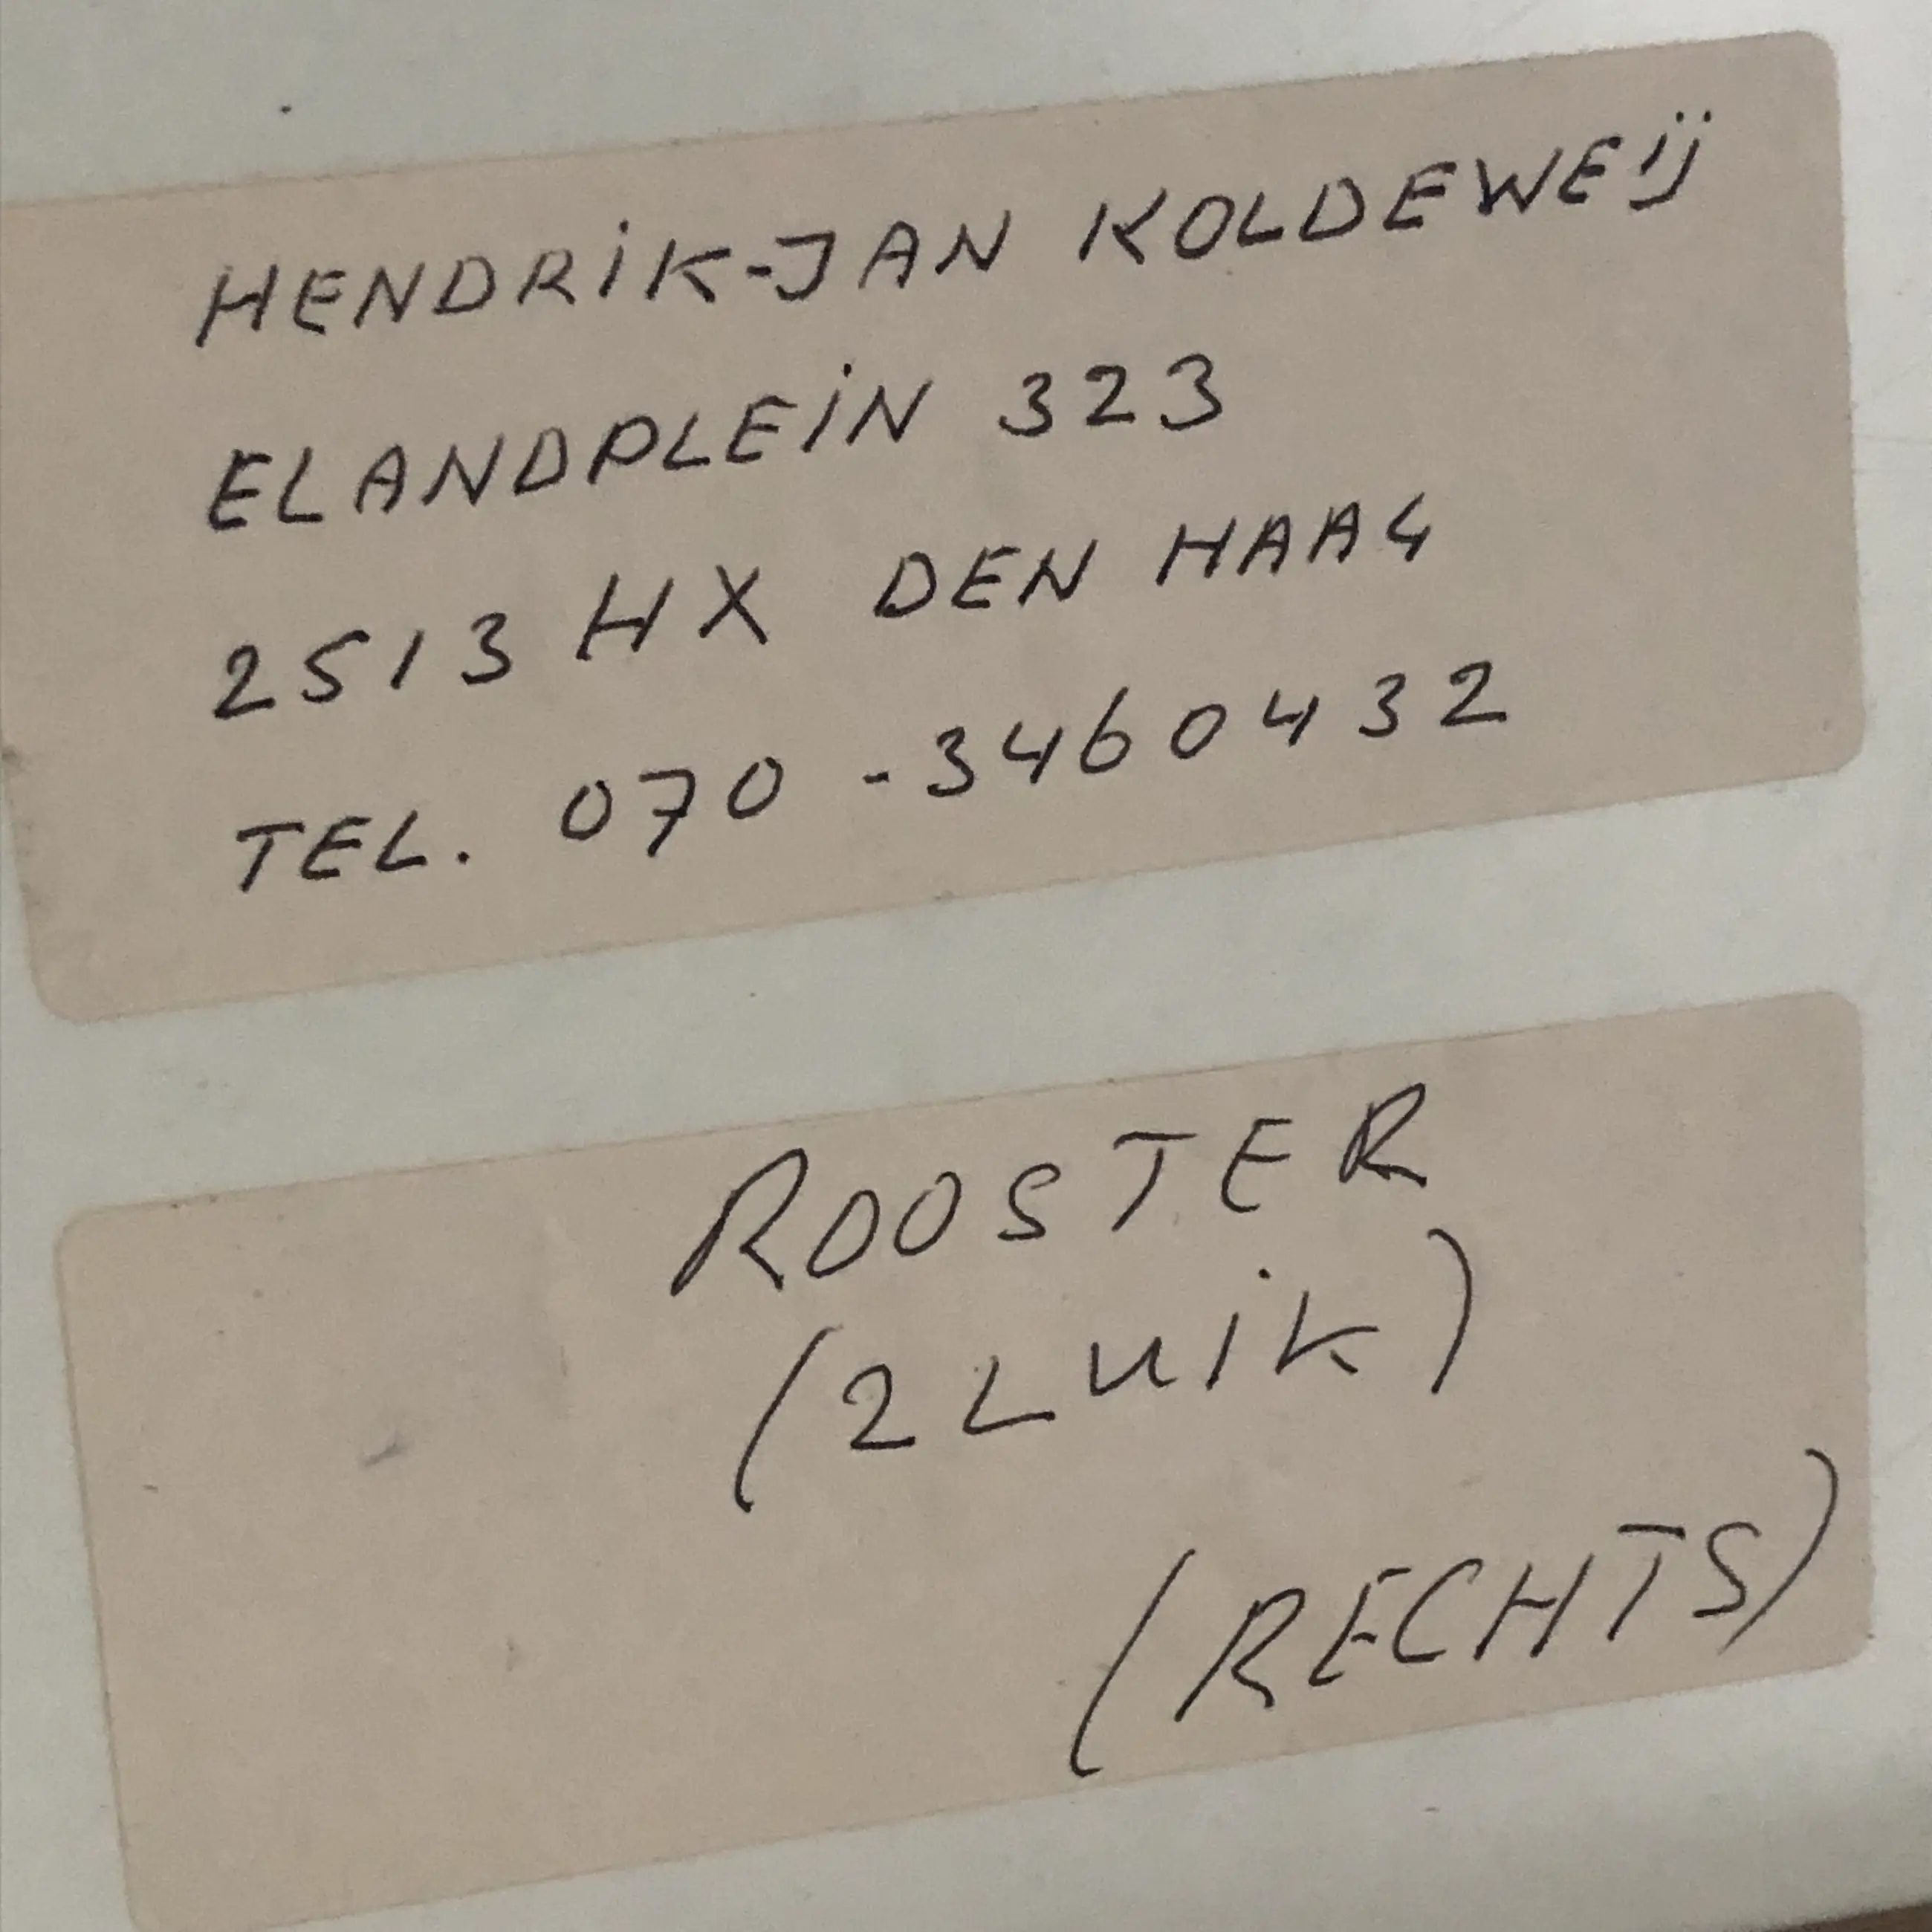 HENDRiK-JAN KOLDEWEij
ELANDPLEiN 323
2513 HX DEN HAAG
TEL. 070-3460432
ROOSTER
(2LUiK)
(RECHTS)